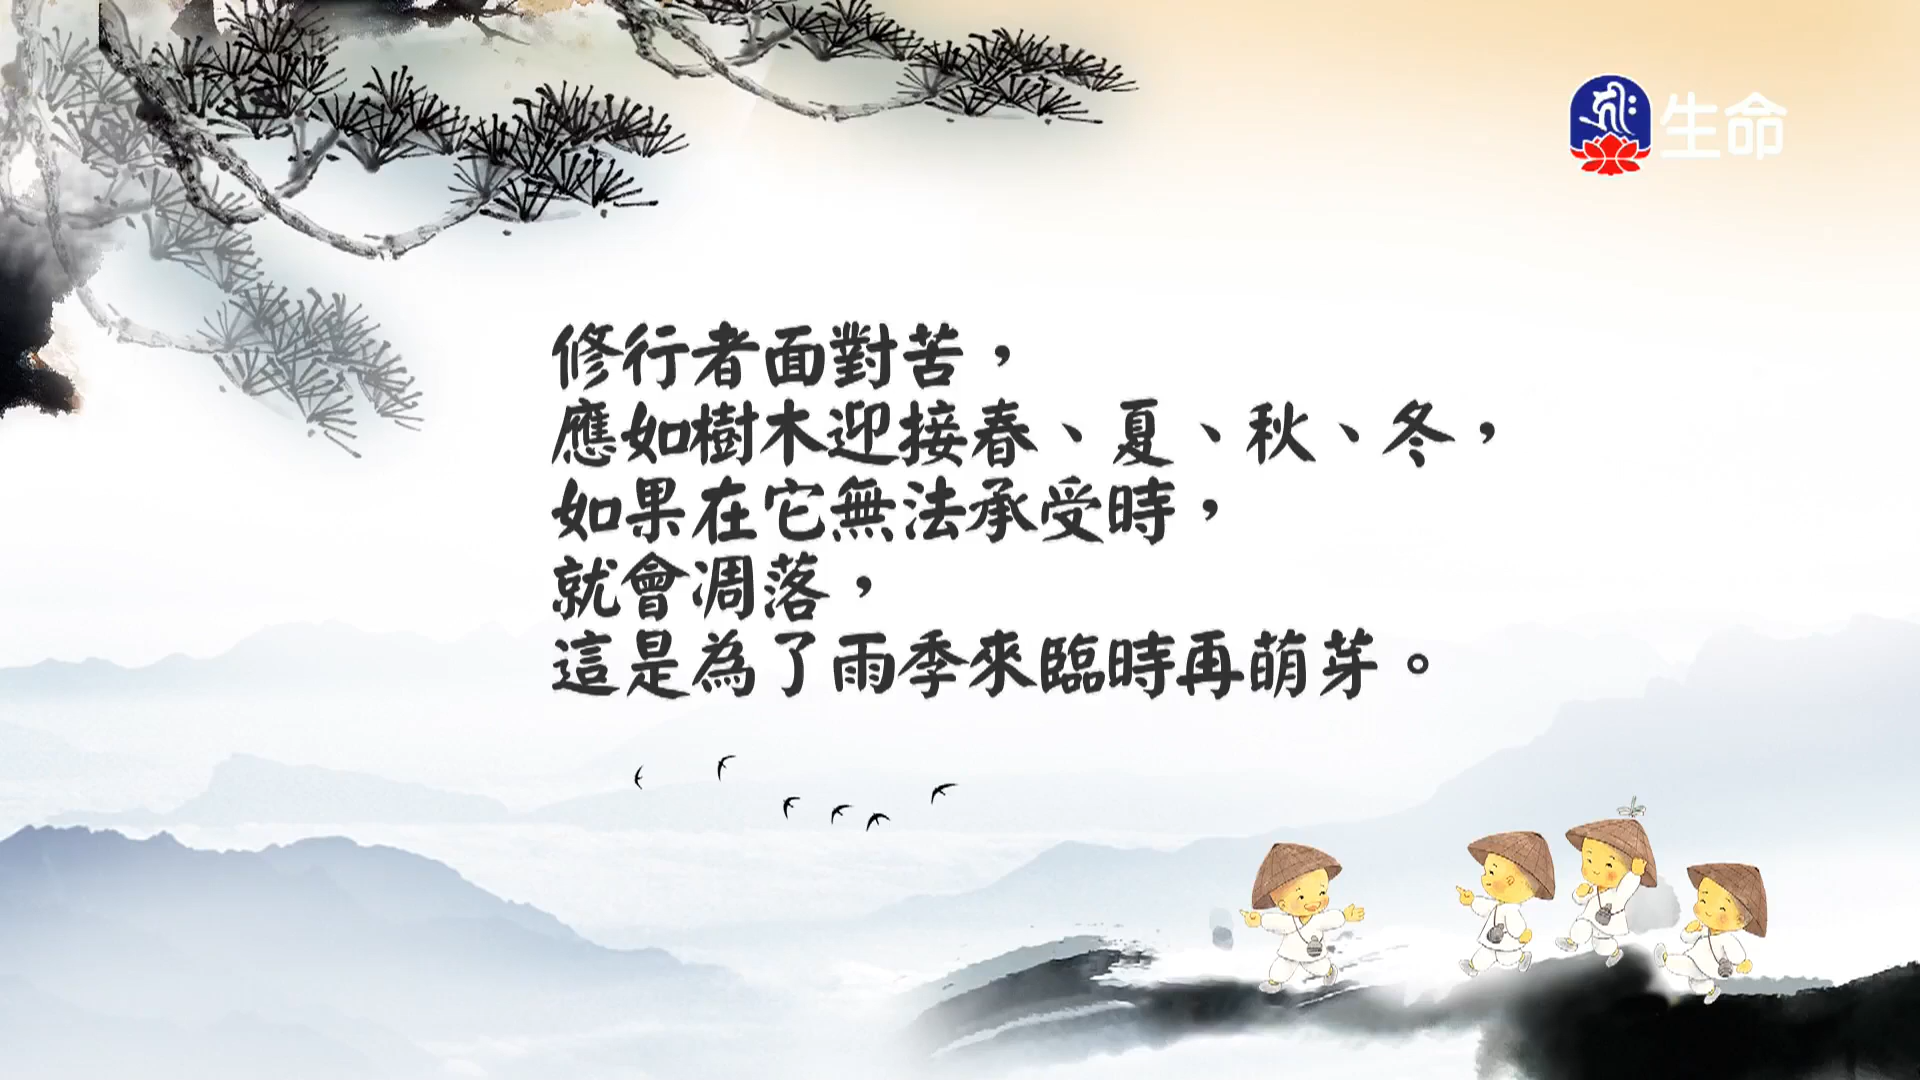 生命
修行者面對苦，
應如樹木迎接春、夏、秋、冬，
如果在它無法承受時，
就會凋落，
這是為了雨季來臨時再萌芽。